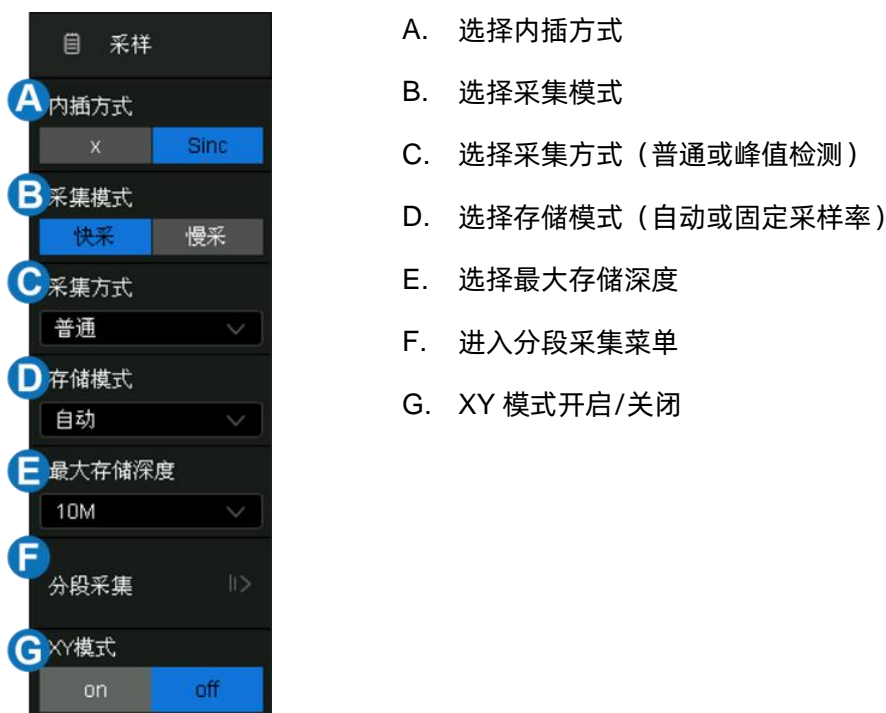 采样
A
内插方式
x Sinc
B
采集模式
快采 慢采
C
采集方式
普通
D
存储模式
自动
E
最大存储深度
10M
F
分段采集
G
XY模式
on off
A. 选择内插方式
B. 选择采集模式
C. 选择采集方式（普通或峰值检测）
D. 选择存储模式（自动或固定采样率）
E. 选择最大存储深度
F. 进入分段采集菜单
G. XY 模式开启/关闭